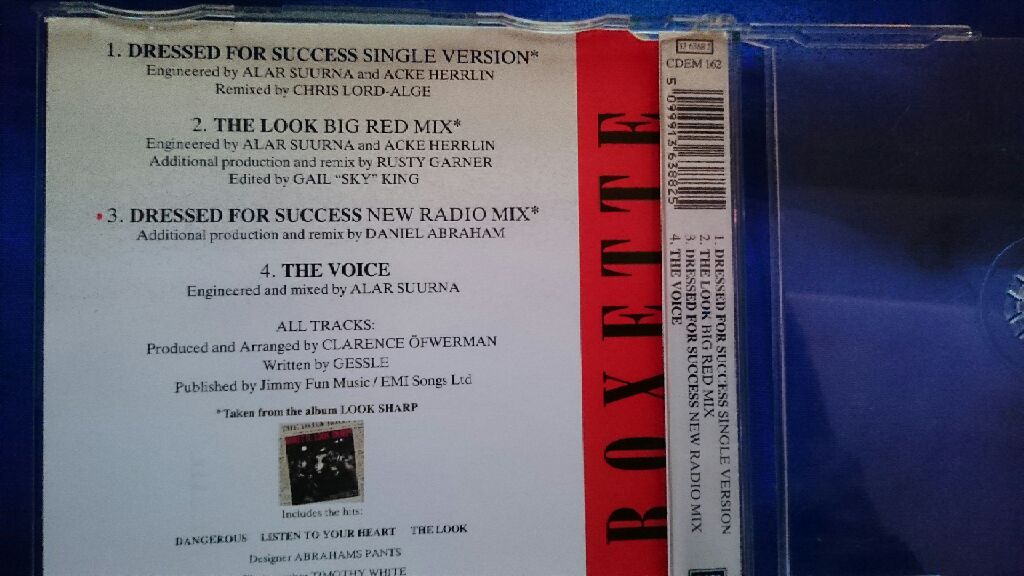 1. DRESSED FOR SUCCESS SINGLE VERSION*
Engineered by ALAR SUURNA and ACKE HERRLIN
Remixed by CHRIS LORD-ALGE
2. THE LOOK BIG RED MIX*
Engineered by ALAR SUURNA and ACKE HERRLIN
Additional production and remix by RUSTY GARNER
Edited by GAIL "SKY" KING
3. DRESSED FOR SUCCESS NEW RADIO MIX*
Additional production and remix by DANIEL ABRAHAM
4. THE VOICE
Engineered and mixed by ALAR SUURNA
ALL TRACKS:
Produced and Arranged by CLARENCE ÖFWERMAN
Written by GESSLE
Published by Jimmy Fun Music / EMI Songs Ltd
*Taken from the album LOOK SHARP
Includes the hits:
DANGEROUS LISTEN TO YOUR HEART THE LOOK
Designer ABRAHAMS PANTS
TIMOTHY WHITE
ROXETTE
CDEM 162
5 099913 638825
1. DRESSED FOR SUCCESS SINGLE VERSION
2. THE LOOK BIG RED MIX
3. DRESSED FOR SUCCESS NEW RADIO MIX
4. THE VOICE